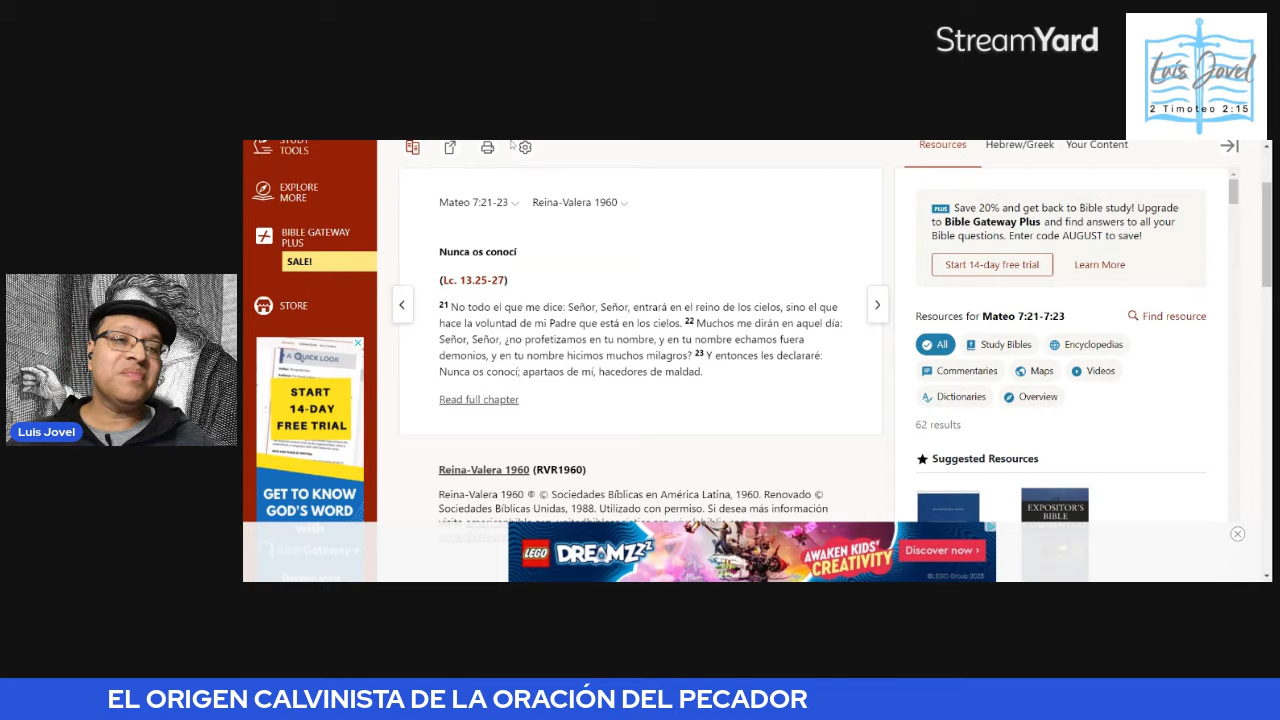 StreamYard
Luis Jovel
2 Timoteo 2:15
STUDY
TOOLS
EXPLORE
MORE
BIBLE GATEWAY
PLUS
SALE!
STORE
A QUICK LOOK
START
14-DAY
FREE TRIAL
GET TO KNOW
GOD'S WORD
with
BibleGateway
Resources
Hebrew/Greek
Your Content
Mateo 7:21-23
Reina-Valera 1960
Nunca os conocí
(Lc. 13.25-27)
21 No todo el que me dice: Señor, Señor, entrará en el reino de los cielos, sino el que
hace la voluntad de mi Padre que está en los cielos. 22 Muchos me dirán en aquel día:
Señor, Señor, ¿no profetizamos en tu nombre, y en tu nombre echamos fuera
demonios, y en tu nombre hicimos muchos milagros? 23 Y entonces les declararé:
Nunca os conocí; apartaos de mí, hacedores de maldad.
Read full chapter
Reina-Valera 1960 (RVR1960)
Reina-Valera 1960 ® © Sociedades Bíblicas en América Latina, 1960. Renovado ©
Sociedades Bíblicas Unidas, 1988. Utilizado con permiso. Si desea más información
PLUS Save 20% and get back to Bible study! Upgrade
to Bible Gateway Plus and find answers to all your
Bible questions. Enter code AUGUST to save!
Start 14-day free trial
Learn More
Resources for Mateo 7:21-7:23
Find resource
All
Study Bibles
Encyclopedias
Commentaries
Maps
Videos
Dictionaries
Overview
62 results
Suggested Resources
EXPOSITOR'S
BIBLE
LEGO DREAMZzz
AWAKEN KIDS'
CREATIVITY
Discover now ›
©LEGO Group 2023
Luis Jovel
EL ORIGEN CALVINISTA DE LA ORACIÓN DEL PECADOR